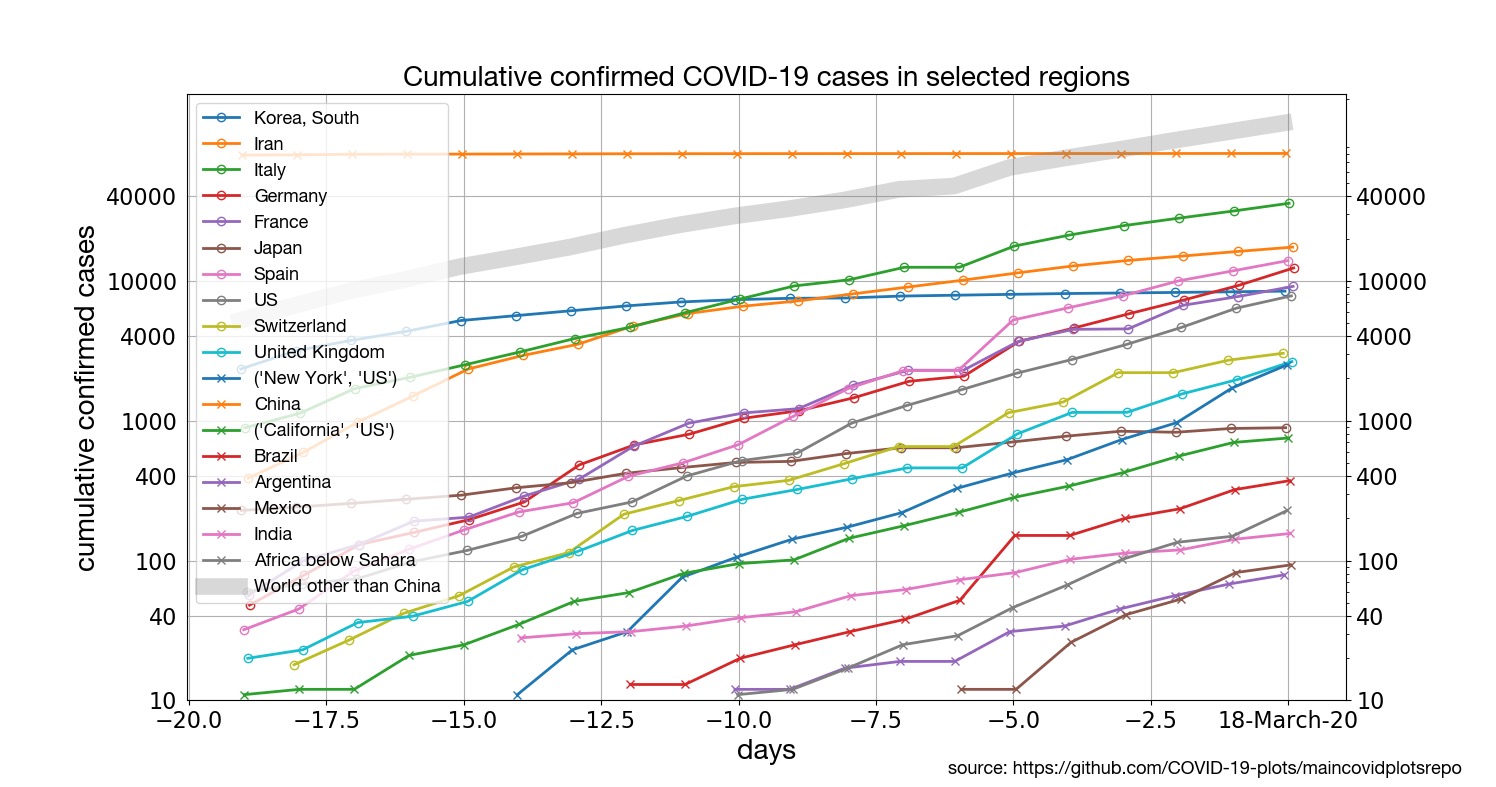 Cumulative confirmed COVID-19 cases in selected regions
Korea, South
Iran
Italy
Germany
France
Japan
Spain
US
Switzerland
United Kingdom
('New York', 'US')
China
('California', 'US')
Brazil
Argentina
Mexico
India
Africa below Sahara
World other than China
cumulative confirmed cases
40000
10000
4000
1000
400
100
40
10
40000
10000
4000
1000
400
100
40
10
−20.0 −17.5 −15.0 −12.5 −10.0 −7.5 −5.0 −2.5 18-March-20
days
source: https://github.com/COVID-19-plots/maincovidplotsrepo